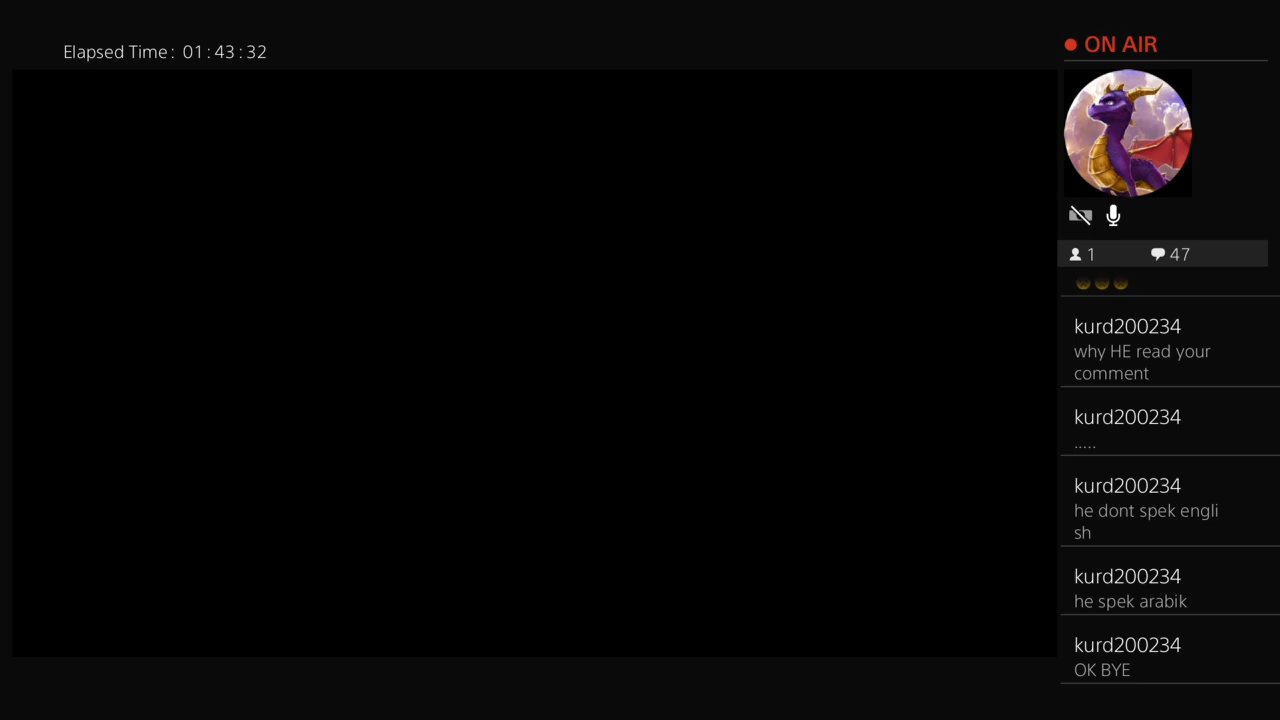 Elapsed Time: 01:43:32
ON AIR
1 47
kurd200234
why HE read your
comment
kurd200234
.....
kurd200234
he dont spek engli
sh
kurd200234
he spek arabik
kurd200234
OK BYE